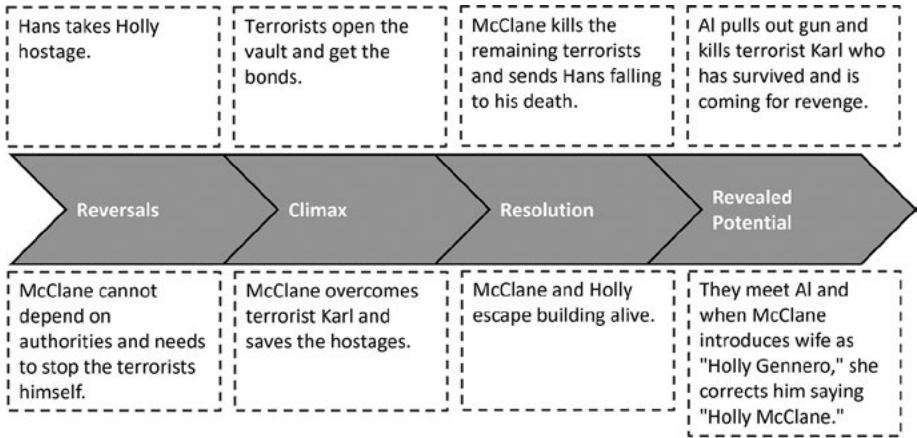 Hans takes Holly
hostage.
Terrorists open the
vault and get the
bonds.
McClane kills the
remaining terrorists
and sends Hans falling
to his death.
Al pulls out gun and
kills terrorist Karl who
has survived and is
coming for revenge.
Reversals
Climax
Resolution
Revealed
Potential
McClane cannot
depend on
authorities and needs
to stop the terrorists
himself.
McClane overcomes
terrorist Karl and
saves the hostages.
McClane and Holly
escape building alive.
They meet Al and
when McClane
introduces wife as
"Holly Gennero," she
corrects him saying
"Holly McClane."